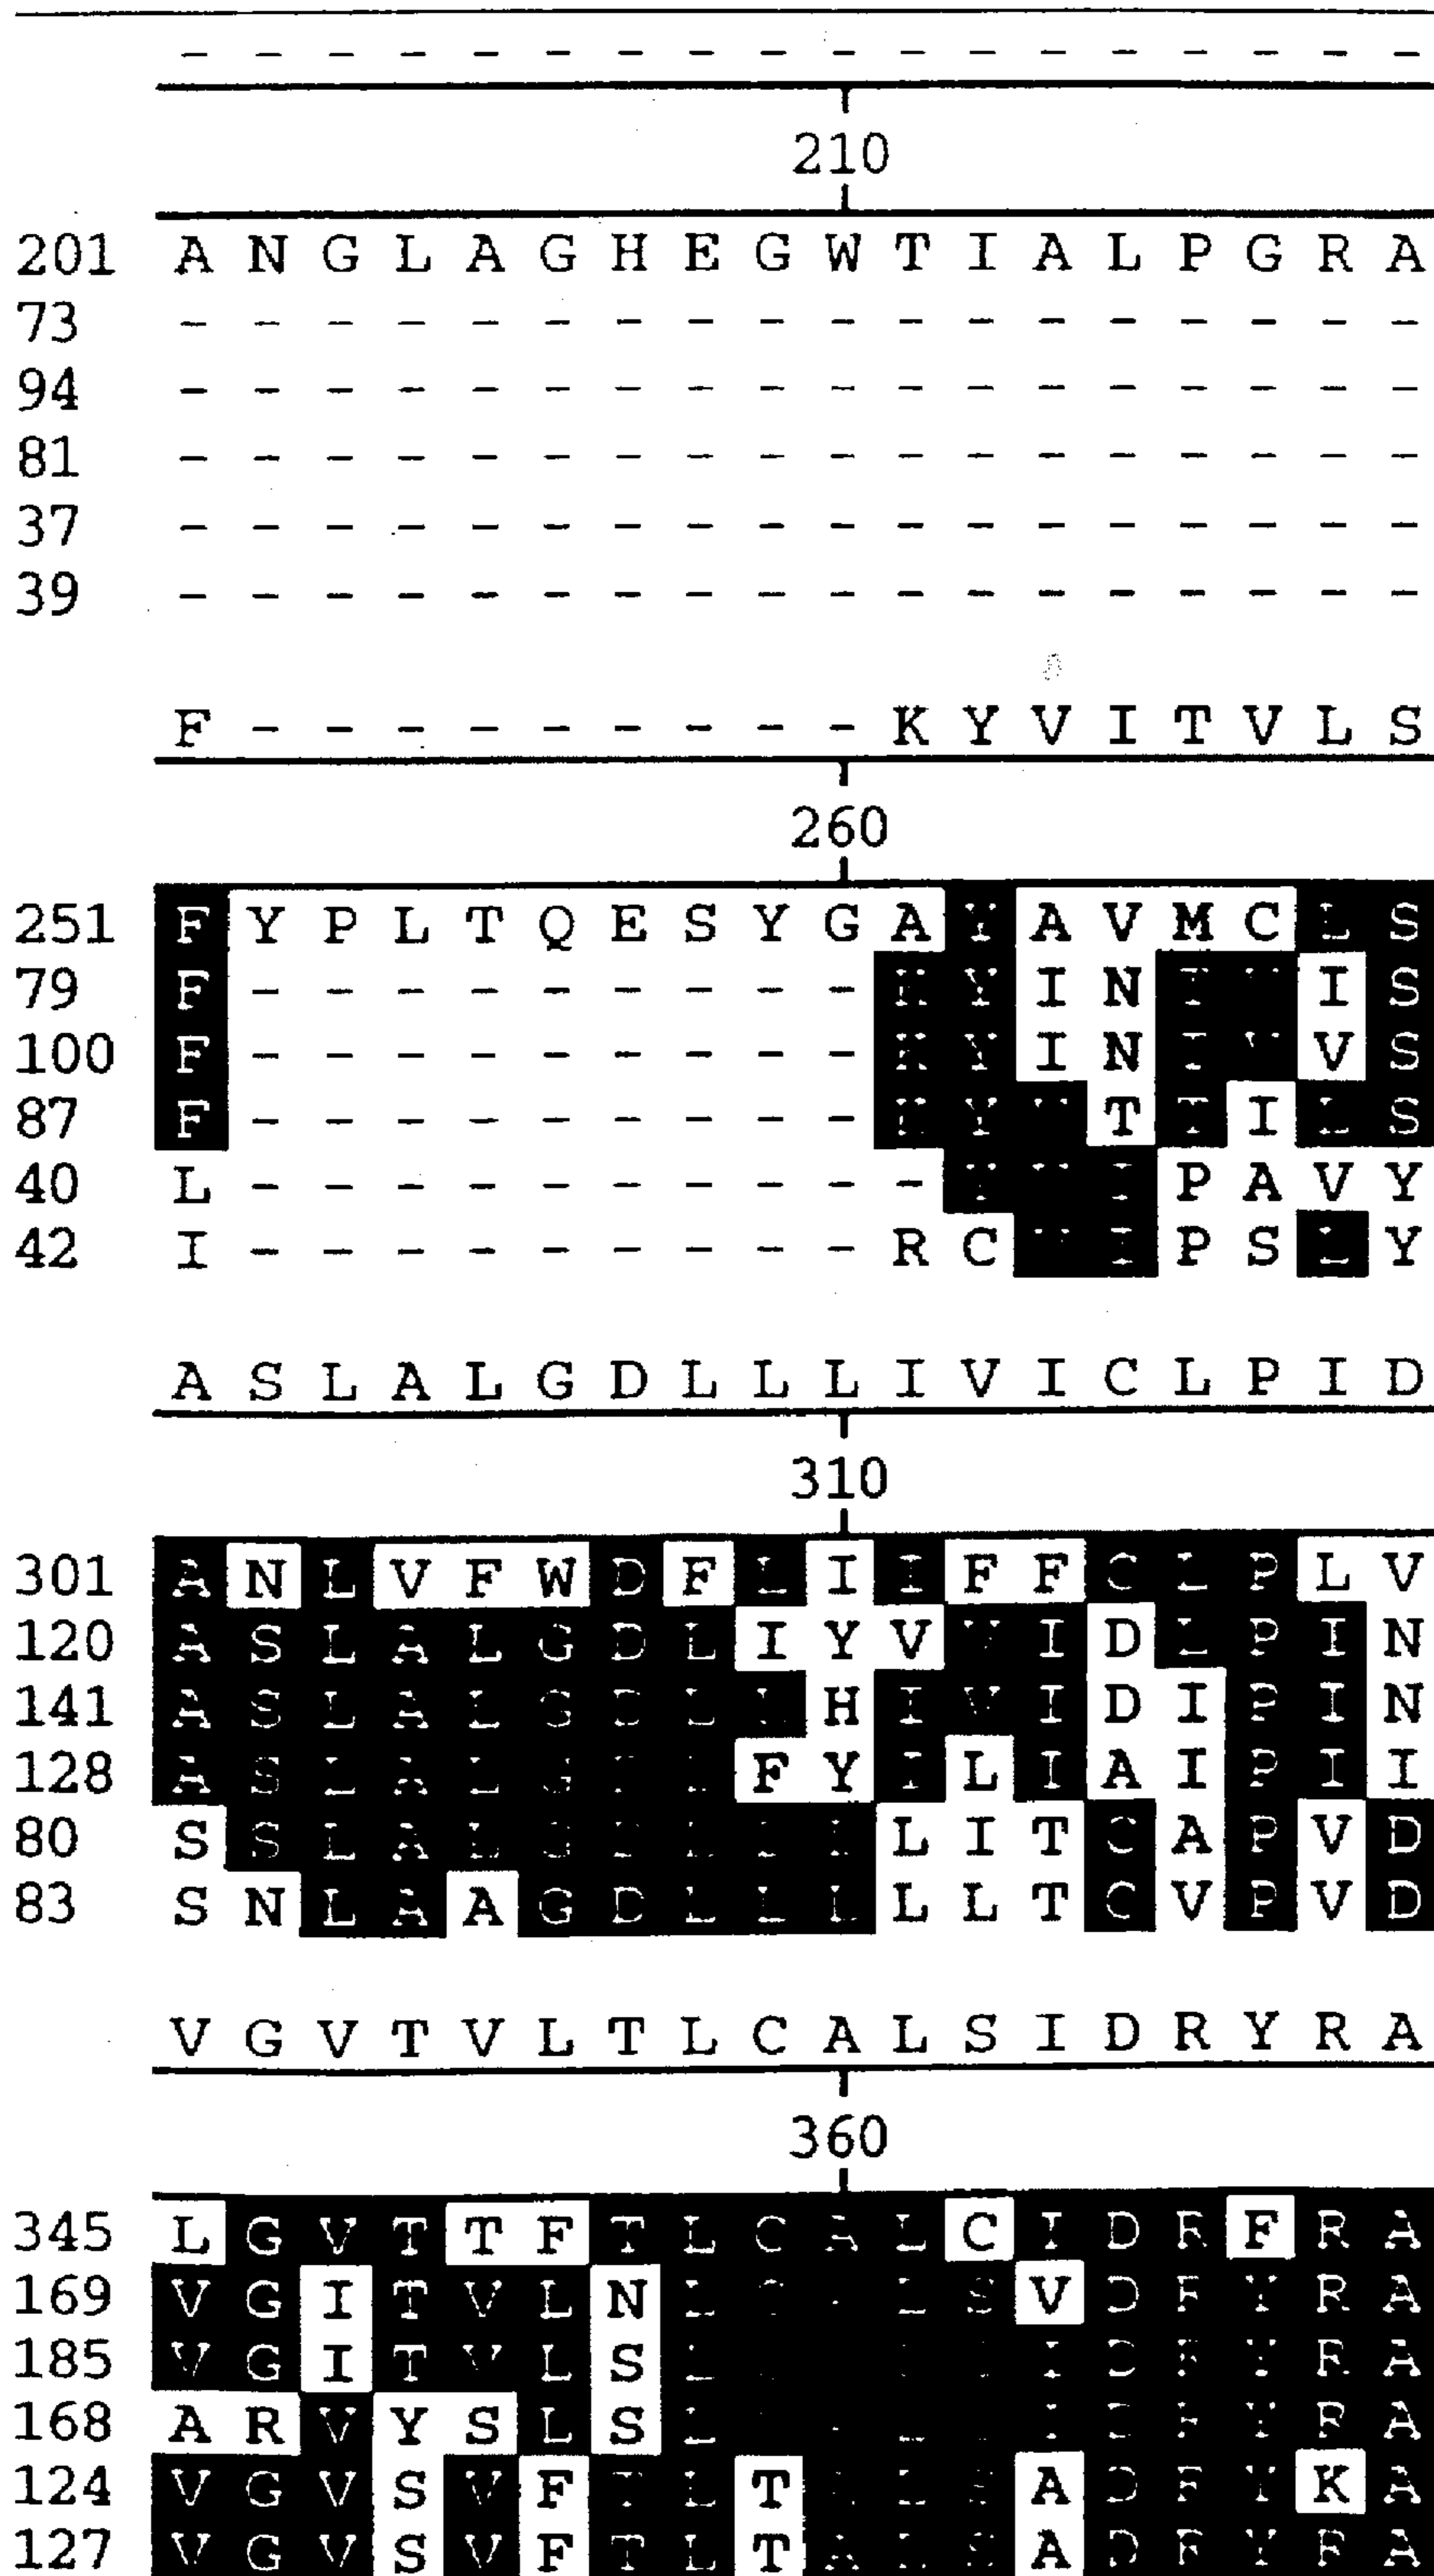 - - - - - - - - - - - - - - - - - -
210
201 A N G L A G H E G W T I A L P G R A
73 - - - - - - - - - - - - - - - - - -
94 - - - - - - - - - - - - - - - - - -
81 - - - - - - - - - - - - - - - - - -
37 - - - - - - - - - - - - - - - - - -
39 - - - - - - - - - - - - - - - - - -
F - - - - - - - - - K Y V I T V L S
260
251 F Y P L T Q E S Y G A Y A V M C L S
79 F - - - - - - - - - K Y I N T V I S
100 F - - - - - - - - - K Y I N T V V S
87 F - - - - - - - - - K Y V T T I L S
40 L - - - - - - - - - - Y V I P A V Y
42 I - - - - - - - - - R C V I P S L Y
A S L A L G D L L L I V I C L P I D
310
301 A N L V F W D F L I I F F C L P L V
120 A S L A L G D L I Y V V I D L P I N
141 A S L A L G D L L H I V I D I P I N
128 A S L A L G D L F Y I L I A I P I I
80 S S L A L G D L L L L I T C A P V D
83 S N L A A G D L L L L L T C V P V D
V G V T V L T L C A L S I D R Y R A
360
345 L G V T T F T L C A L C I D R F R A
169 V G I T V L N L L S V D R Y R A
185 V G I T V L S L I D R Y R A
168 A R V Y S L S L L I D R Y R A
124 V G V S V F T L T A L S A D R Y K A
127 V G V S V F T L T A L S A D R Y R A